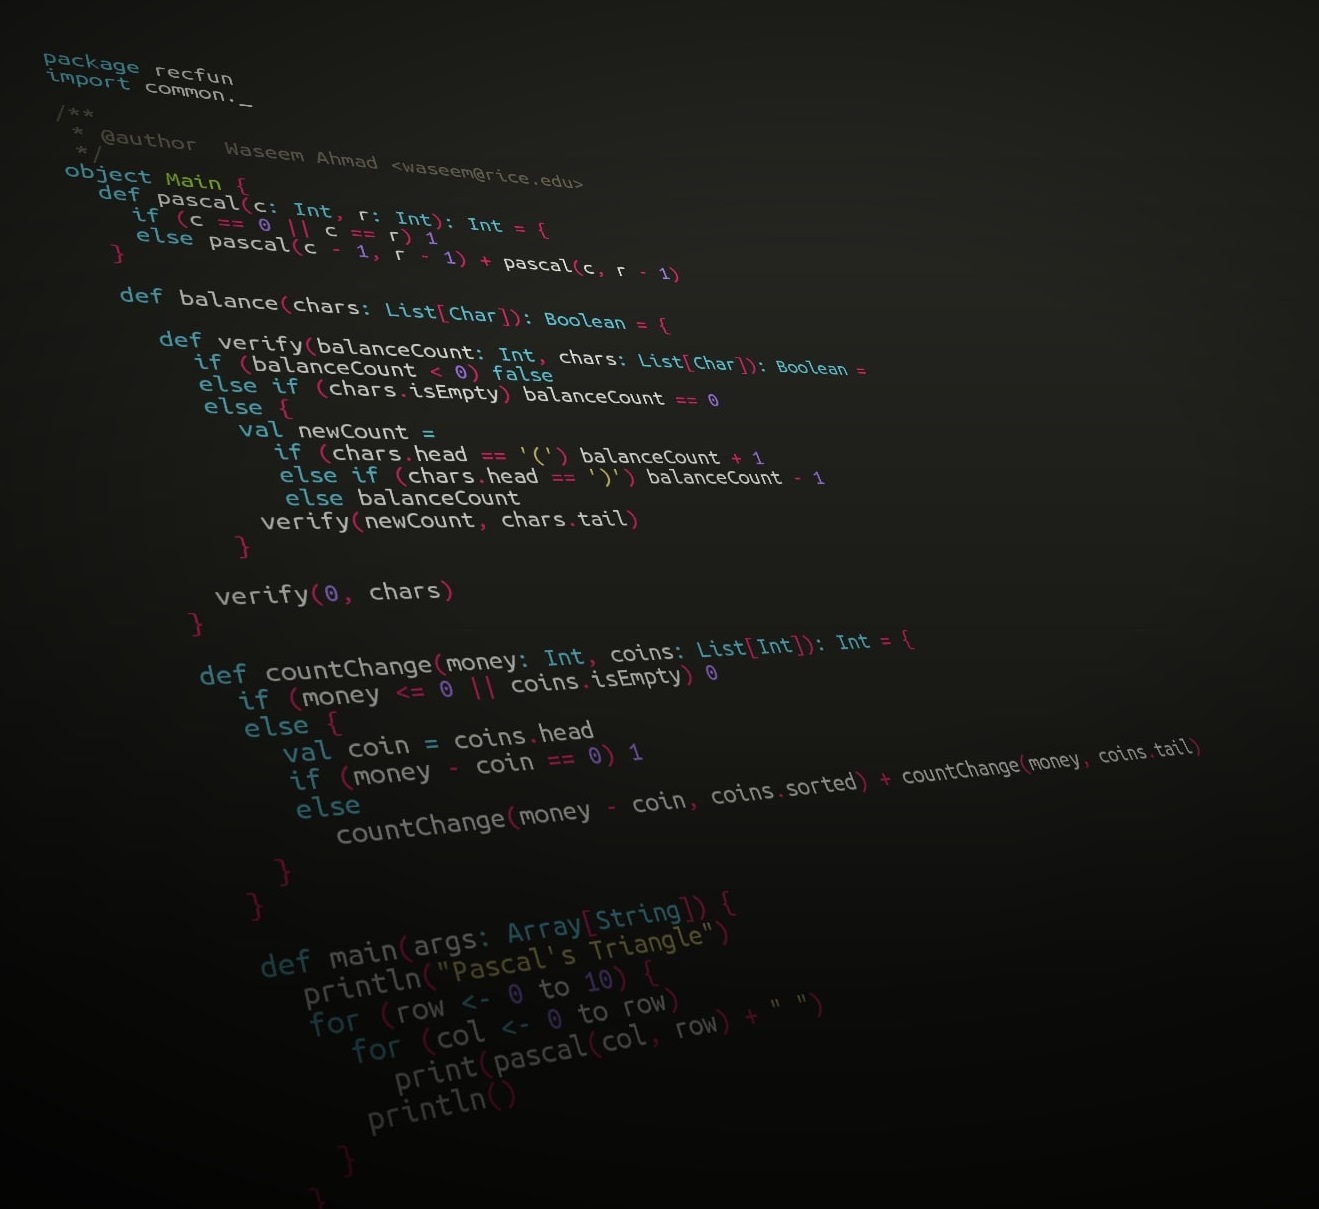 package recfun
import common._
/**
 * @author  Waseem Ahmad <waseem@rice.edu>
 */
object Main {
  def pascal(c: Int, r: Int): Int = {
    if (c == 0 || c == r) 1
    else pascal(c - 1, r - 1) + pascal(c, r - 1)
  }
  def balance(chars: List[Char]): Boolean = {
    def verify(balanceCount: Int, chars: List[Char]): Boolean =
      if (balanceCount < 0) false
      else if (chars.isEmpty) balanceCount == 0
      else {
        val newCount =
          if (chars.head == '(') balanceCount + 1
          else if (chars.head == ')') balanceCount - 1
          else balanceCount
        verify(newCount, chars.tail)
      }
    verify(0, chars)
  }
  def countChange(money: Int, coins: List[Int]): Int = {
    if (money <= 0 || coins.isEmpty) 0
    else {
      val coin = coins.head
      if (money - coin == 0) 1
      else
        countChange(money - coin, coins.sorted) + countChange(money, coins.tail)
    }
  }
  def main(args: Array[String]) {
    println("Pascal's Triangle")
    for (row <- 0 to 10) {
      for (col <- 0 to row)
        print(pascal(col, row) + " ")
      println()
    }
  }